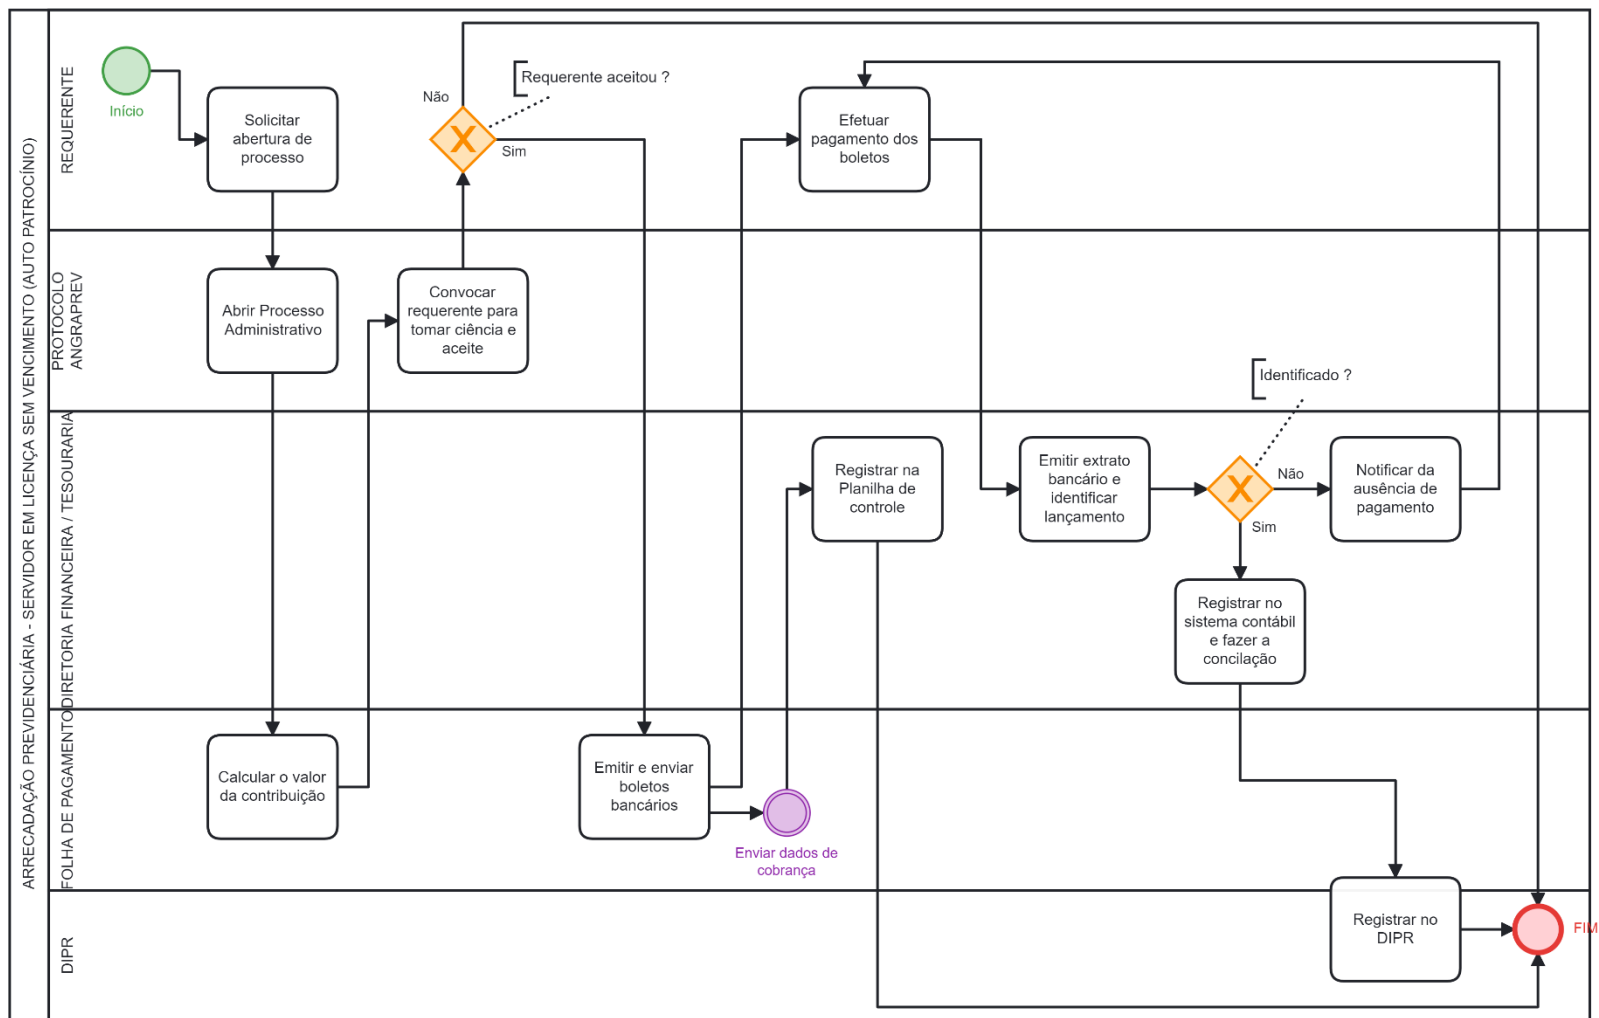 ARRECADAÇÃO PREVIDENCIÁRIA - SERVIDOR EM LICENÇA SEM VENCIMENTO (AUTO PATROCÍNIO)
REQUERENTE
Início
Solicitar
abertura de
processo
Não
Requerente aceitou ?
Sim
Efetuar
pagamento dos
boletos
PROTOCOLO
ANGRAPREV
Abrir Processo
Administrativo
Convocar
requerente para
tomar ciência e
aceite
Identificado ?
DIRETORIA FINANCEIRA / TESOURARIA
Registrar na
Planilha de
controle
Emitir extrato
bancário e
identificar
lançamento
Não
Sim
Notificar da
ausência de
pagamento
Registrar no
sistema contábil
e fazer a
concilação
FOLHA DE PAGAMENTO
Calcular o valor
da contribuição
Emitir e enviar
boletos
bancários
Enviar dados de
cobrança
DIPR
Registrar no
DIPR
FIM